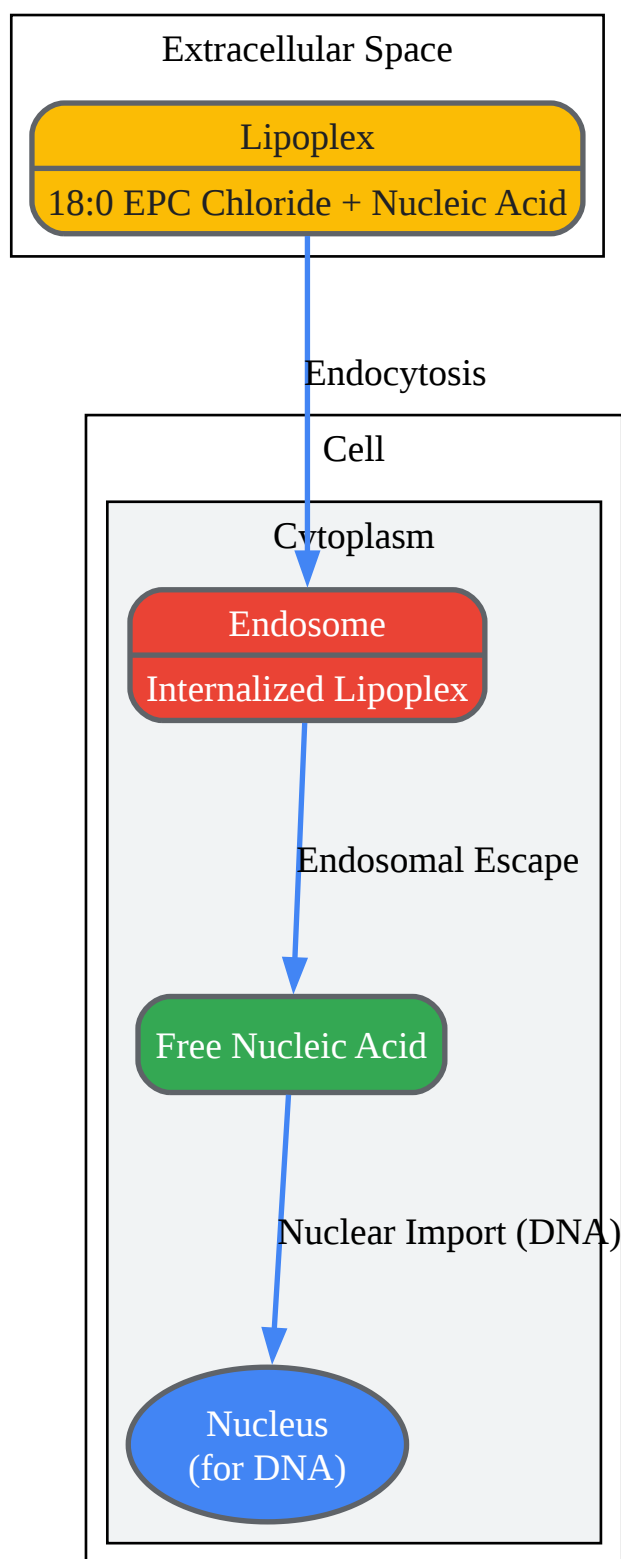 Extracellular Space
Lipoplex
18:0 EPC Chloride + Nucleic Acid
Endocytosis
Cell
Cytoplasm
Endosome
Internalized Lipoplex
Endosomal Escape
Free Nucleic Acid
Nuclear Import (DNA)
Nucleus
(for DNA)